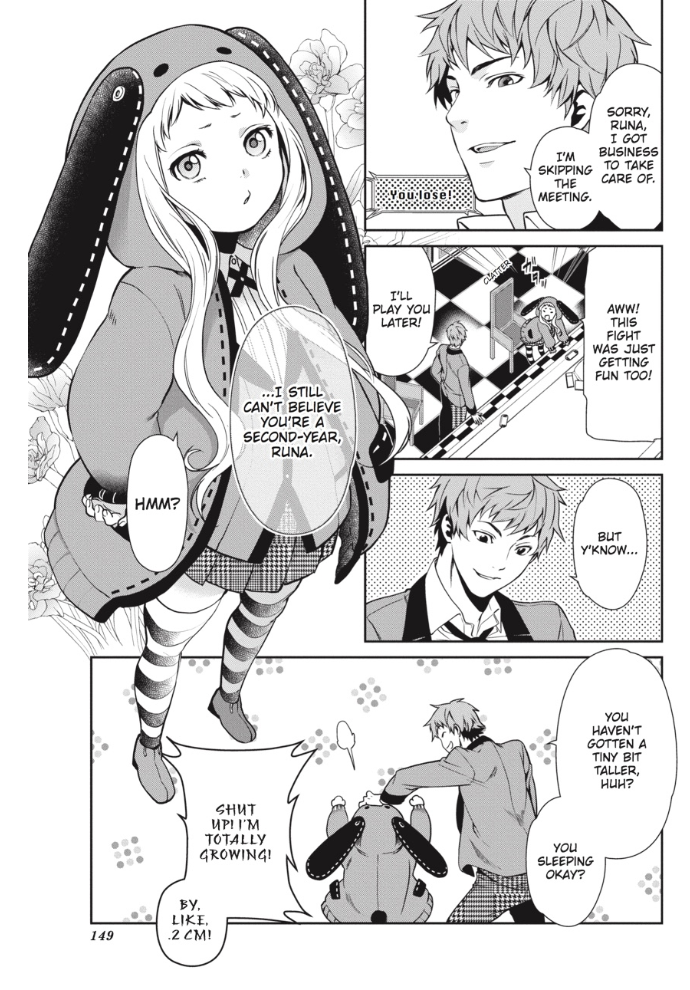 SORRY,
RUNA,
I GOT
BUSINESS
TO TAKE
CARE OF.
I'M
SKIPPING
THE
MEETING.
You lose!
CLATTER
AWW!
THIS
FIGHT
WAS JUST
GETTING
FUN TOO!
I'LL
PLAY YOU
LATER!
BUT
Y'KNOW...
...I STILL
CAN'T BELIEVE
YOU'RE A
SECOND-YEAR,
RUNA.
HMM?
YOU
HAVEN'T
GOTTEN A
TINY BIT
TALLER,
HUH?
YOU
SLEEPING
OKAY?
SHUT
UP! I'M
TOTALLY
GROWING!
BY,
LIKE,
.2 CM!
149